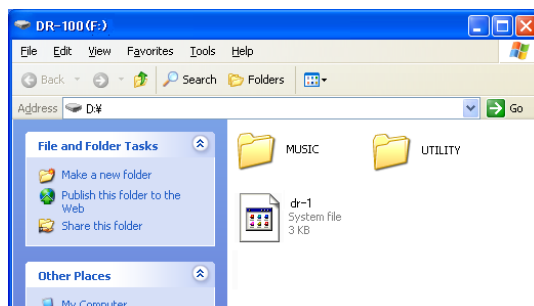 DR-100(F:)
File Edit View Favorites Tools Help
Back Search Folders
Address D:¥ Go
File and Folder Tasks
Make a new folder
Publish this folder to the
Web
Share this folder
Other Places
My Computer
MUSIC UTILITY
dr-1
System file
3 KB